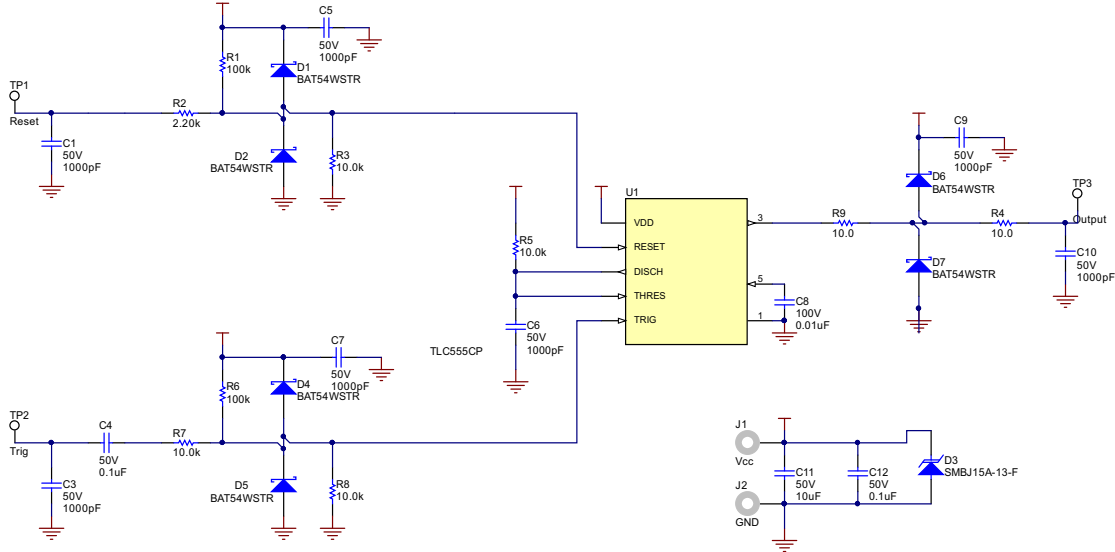 C5
50V
1000pF
R1
100k
D1
BAT54WSTR
TP1
Reset
R2
2.20k
C1
50V
1000pF
D2
BAT54WSTR
R3
10.0k
C9
50V
1000pF
D6
BAT54WSTR
TP3
Output
U1
VDD
RESET
DISCH
THRES
TRIG
3
5
1
R9
10.0
R4
10.0
R5
10.0k
D7
BAT54WSTR
C10
50V
1000pF
C8
100V
0.01uF
C6
50V
1000pF
TLC555CP
C7
50V
1000pF
R6
100k
D4
BAT54WSTR
TP2
Trig
C4
50V
0.1uF
R7
10.0k
C3
50V
1000pF
D5
BAT54WSTR
R8
10.0k
J1
Vcc
J2
GND
C11
50V
10uF
C12
50V
0.1uF
D3
SMBJ15A-13-F